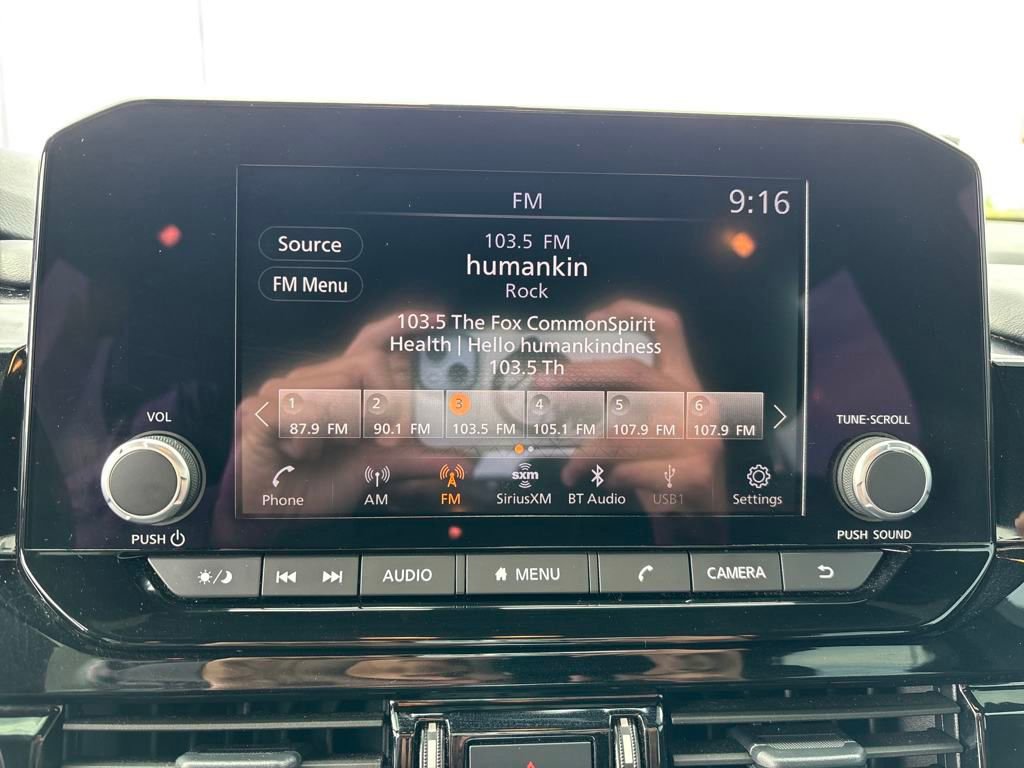 FM
9:16
Source
FM Menu
103.5 FM
humankin
Rock
103.5 The Fox CommonSpirit
Health | Hello humankindness
103.5 Th
1
87.9 FM
2
90.1 FM
3
103.5 FM
4
105.1 FM
5
107.9 FM
6
107.9 FM
Phone
AM
FM
sxm
SiriusXM
BT Audio
USB1
Settings
VOL
PUSH
TUNE·SCROLL
PUSH SOUND
AUDIO
MENU
CAMERA